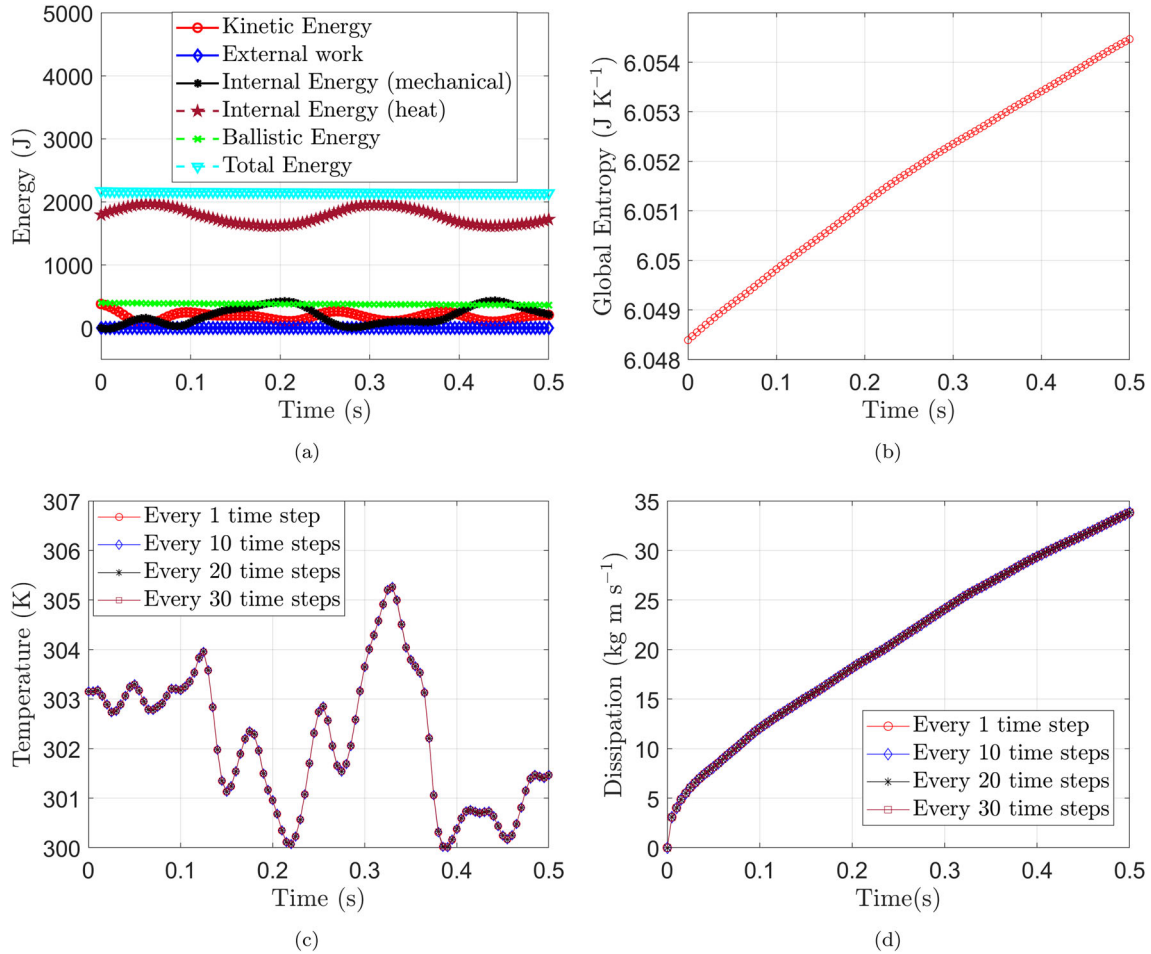 5000
4000
3000
2000
1000
0
Energy (J)
Kinetic Energy
External work
Internal Energy (mechanical)
Internal Energy (heat)
Ballistic Energy
Total Energy
0 0.1 0.2 0.3 0.4 0.5
Time (s)
(a)
6.054
6.053
6.052
6.051
6.05
6.049
6.048
Global Entropy (J K⁻¹)
0 0.1 0.2 0.3 0.4 0.5
Time (s)
(b)
307
306
305
304
303
302
301
300
Temperature (K)
Every 1 time step
Every 10 time steps
Every 20 time steps
Every 30 time steps
0 0.1 0.2 0.3 0.4 0.5
Time (s)
(c)
35
30
25
20
15
10
5
0
Dissipation (kg m s⁻¹)
Every 1 time step
Every 10 time steps
Every 20 time steps
Every 30 time steps
0 0.1 0.2 0.3 0.4 0.5
Time(s)
(d)